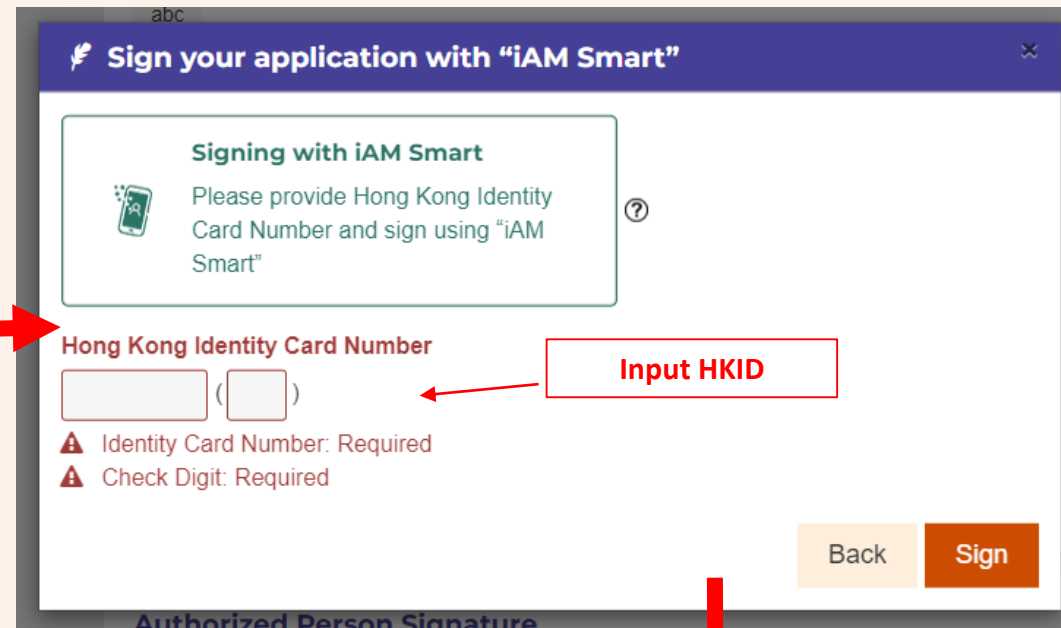 abc
Sign your application with “iAM Smart”
Signing with iAM Smart
Please provide Hong Kong Identity
Card Number and sign using “iAM
Smart”
Hong Kong Identity Card Number
( )
Input HKID
Identity Card Number: Required
Check Digit: Required
Back Sign
Authorized Person Signature